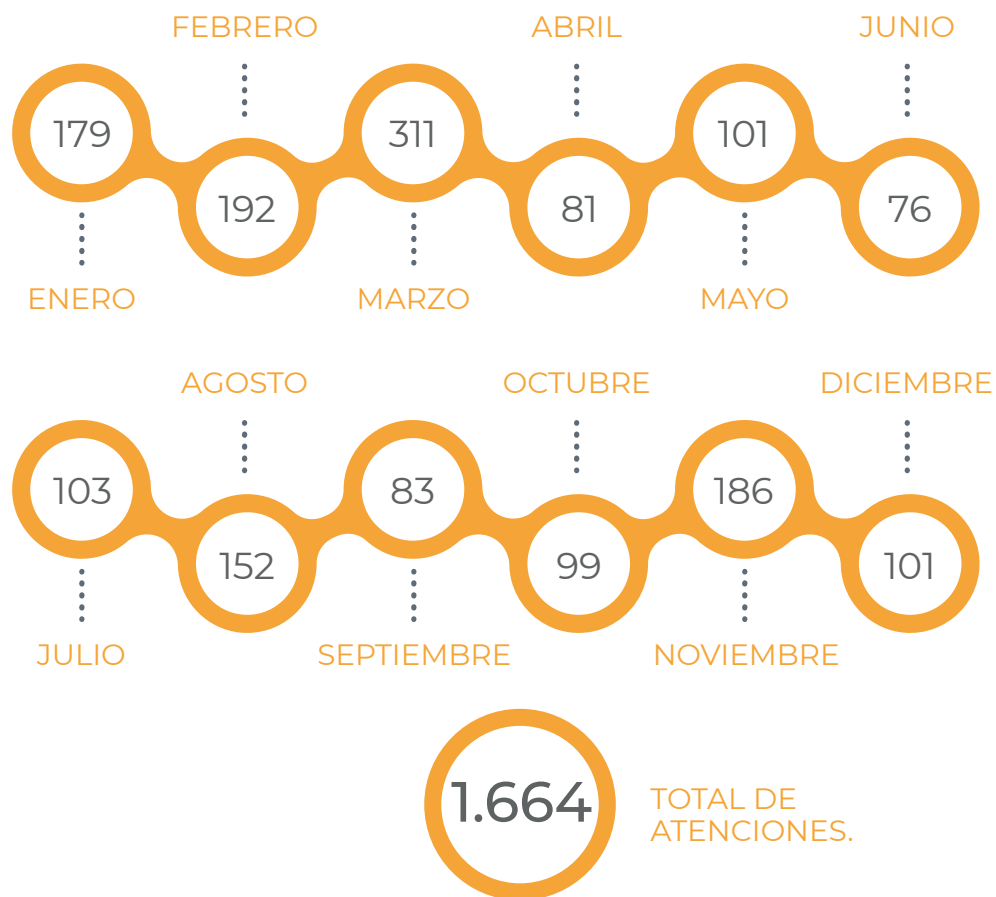 FEBRERO
ABRIL
JUNIO
179
311
101
192
81
76
ENERO
MARZO
MAYO
AGOSTO
OCTUBRE
DICIEMBRE
103
83
186
152
99
101
JULIO
SEPTIEMBRE
NOVIEMBRE
1.664
TOTAL DE
ATENCIONES.